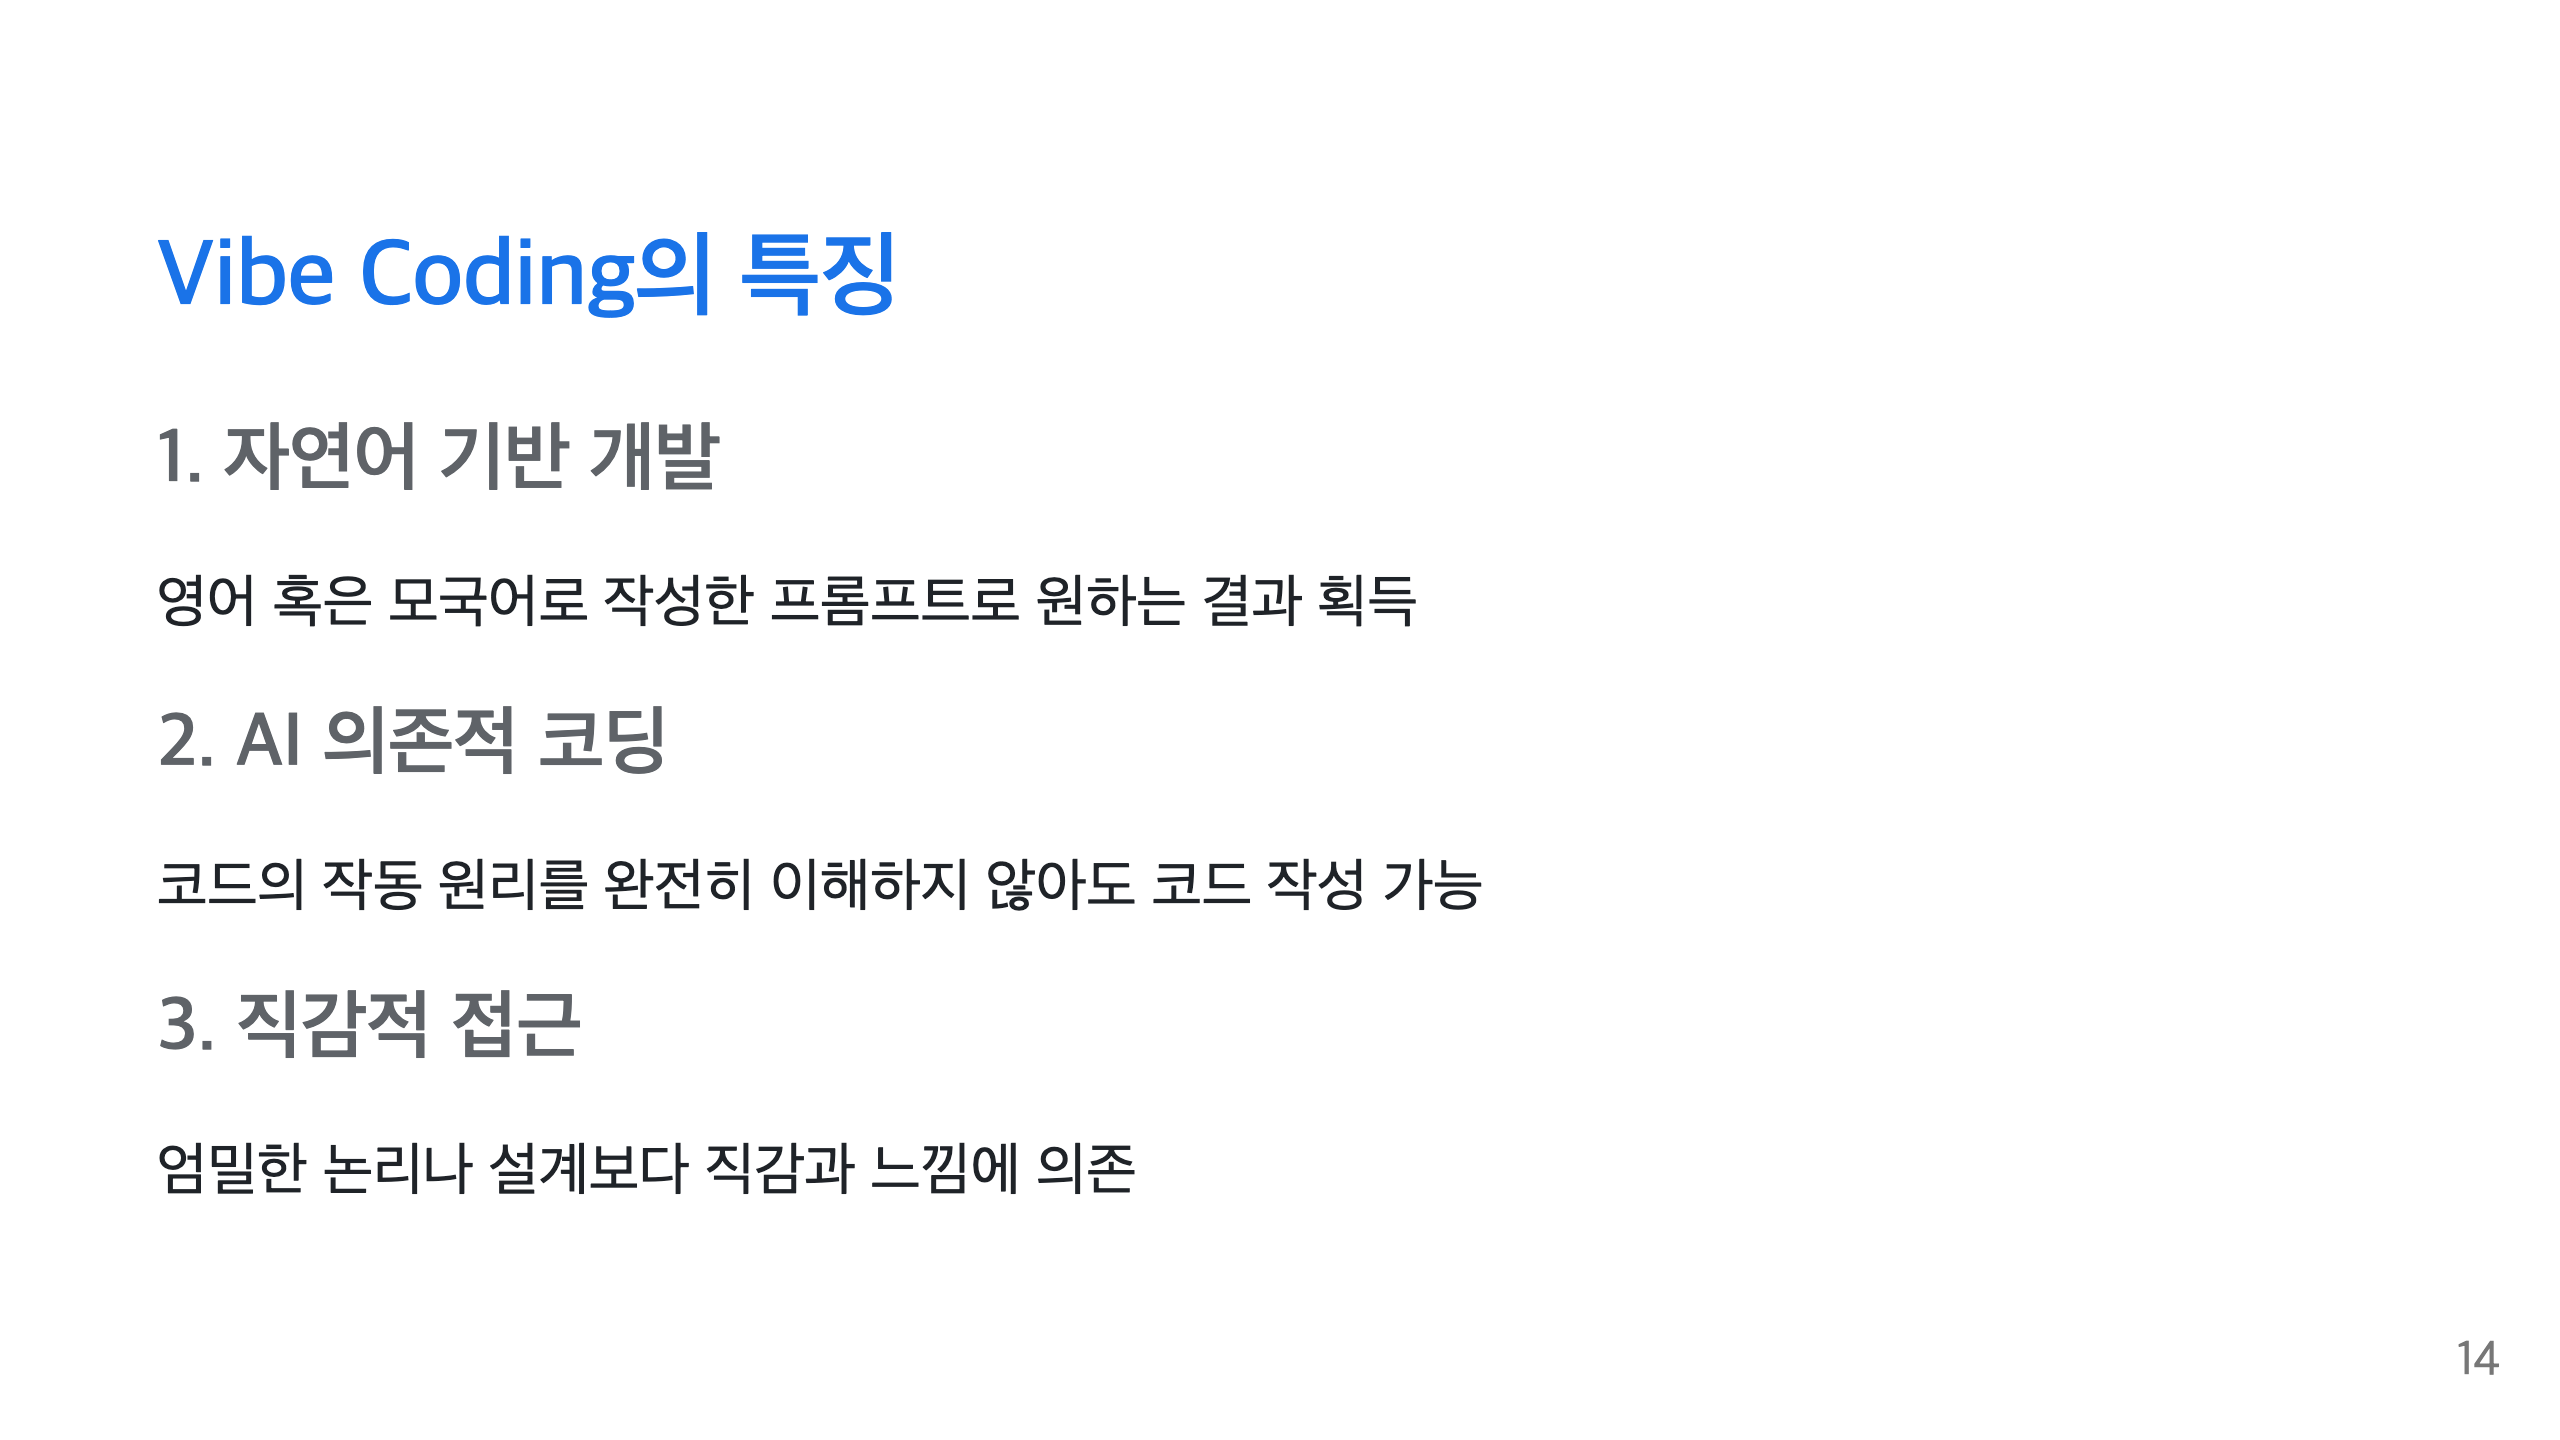 Vibe Coding의 특징
1. 자연어 기반 개발
영어 혹은 모국어로 작성한 프롬프트로 원하는 결과 획득
2. AI 의존적 코딩
코드의 작동 원리를 완전히 이해하지 않아도 코드 작성 가능
3. 직감적 접근
엄밀한 논리나 설계보다 직감과 느낌에 의존
14